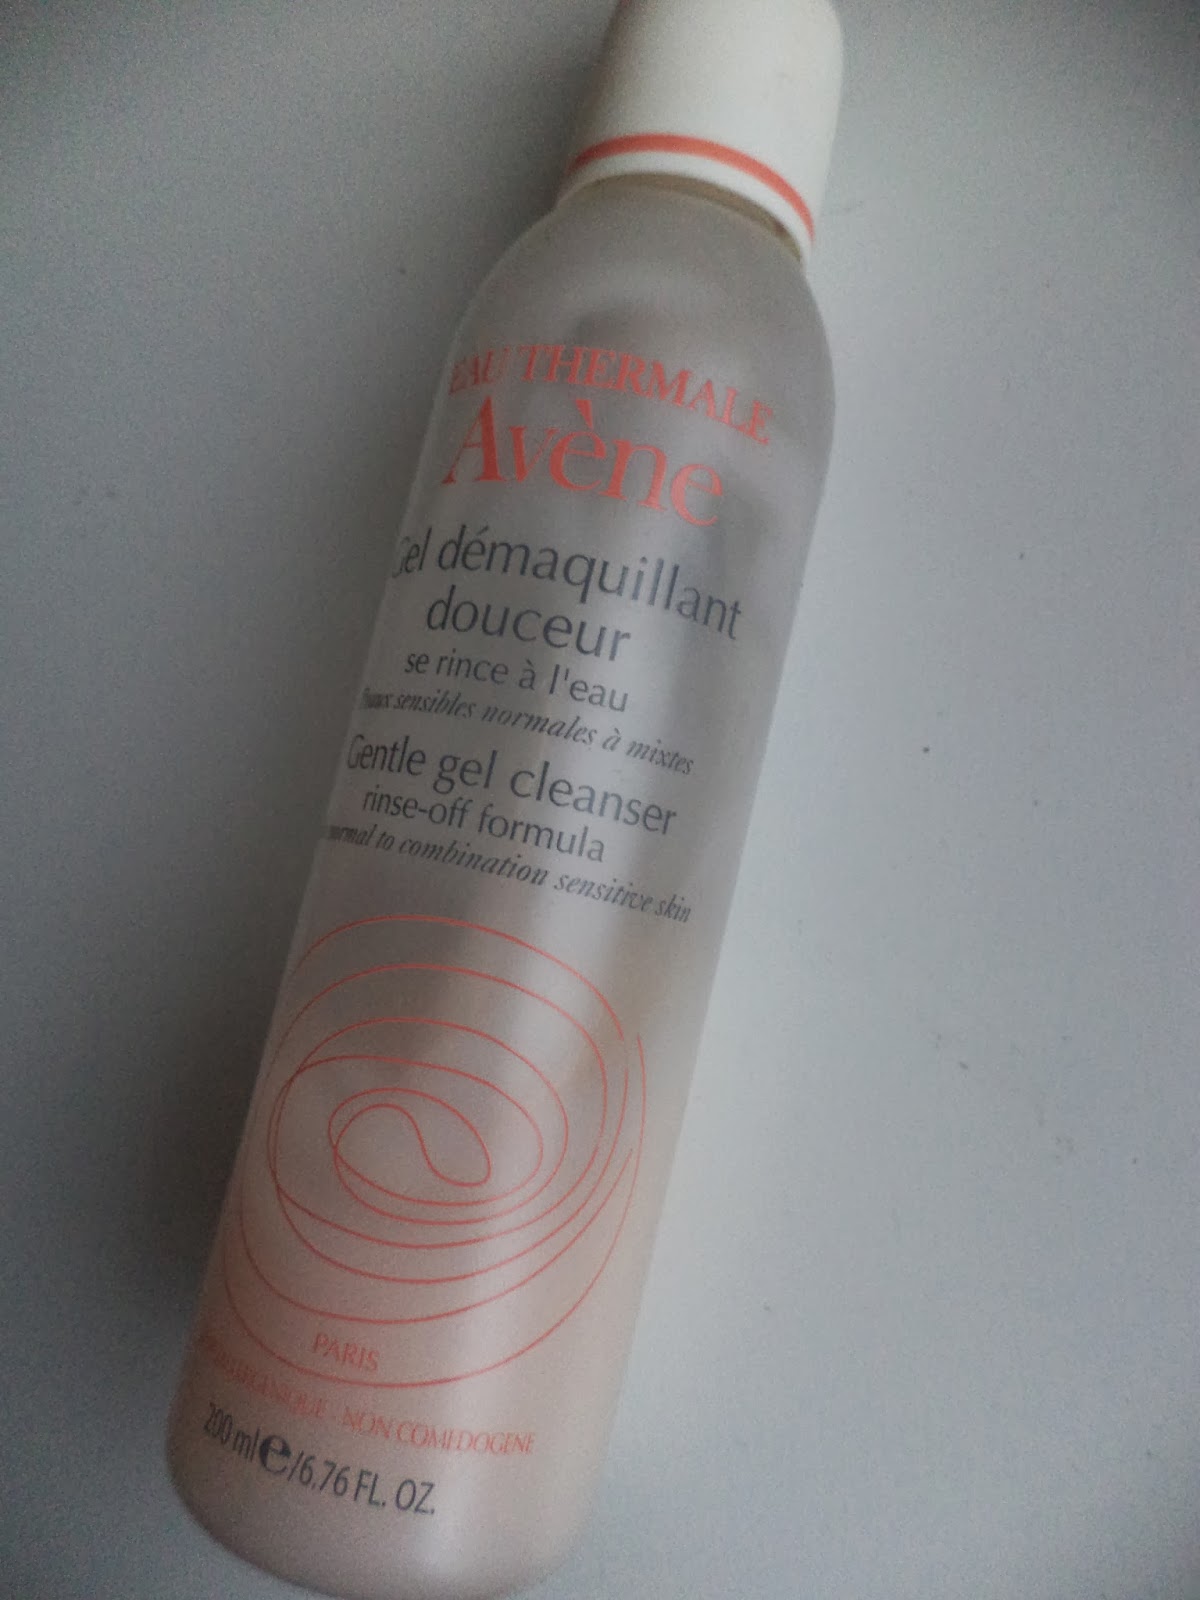 EAU THERMALE
Avène
Gel démaquillant
douceur
se rince à l'eau
Peaux sensibles normales à mixtes
Gentle gel cleanser
rinse-off formula
normal to combination sensitive skin
PARIS
NON COMEDOGENE
200 ml e/6.76 FL. OZ.